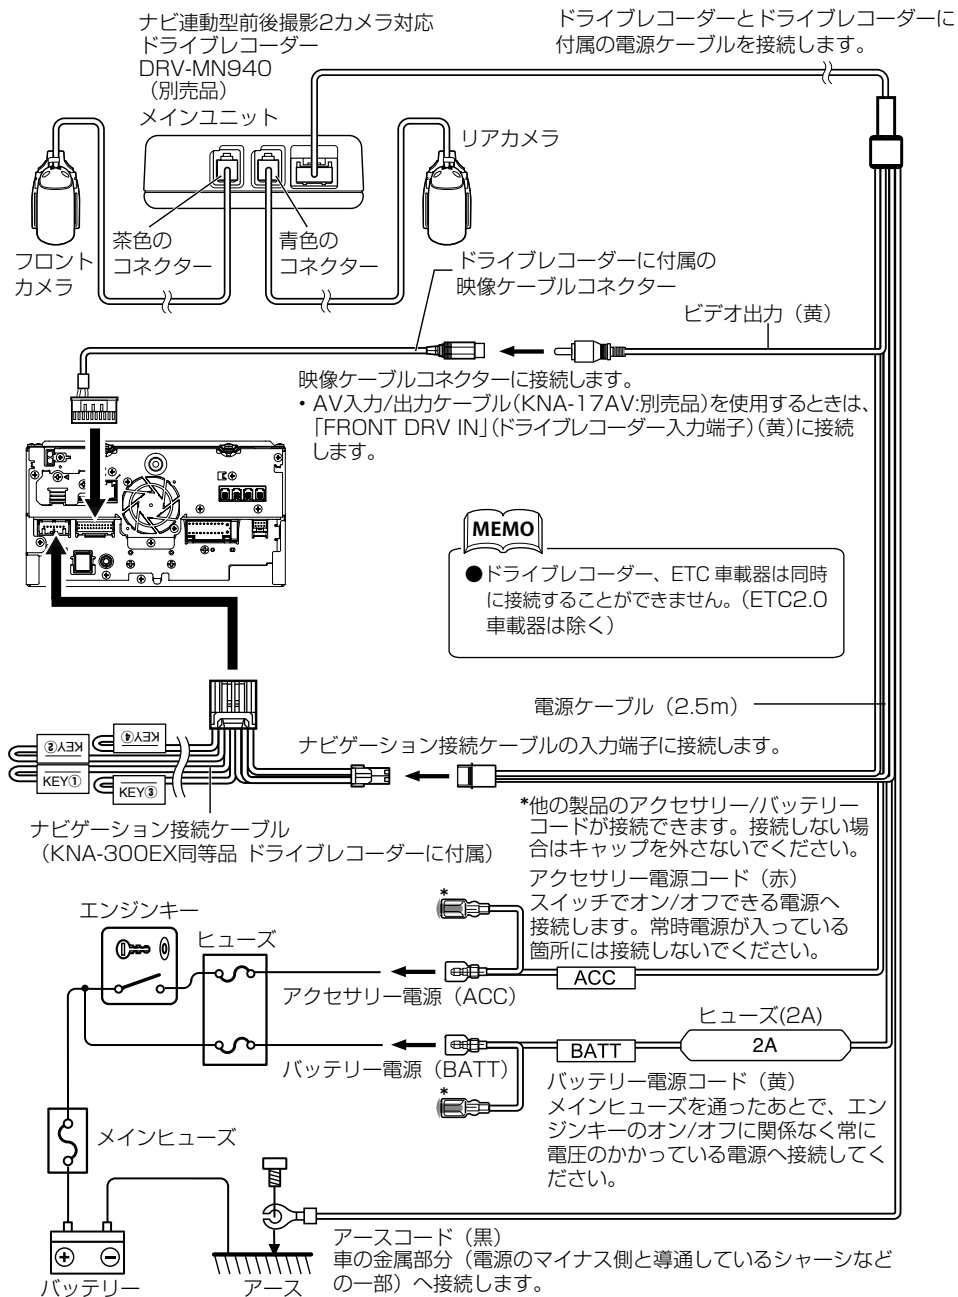 ナビ連動型前後撮影2カメラ対応
ドライブレコーダー
DRV-MN940
（別売品）
メインユニット
ドライブレコーダーとドライブレコーダーに
付属の電源ケーブルを接続します。
リアカメラ
茶色の
コネクター
青色の
コネクター
フロント
カメラ
ドライブレコーダーに付属の
映像ケーブルコネクター
ビデオ出力（黄）
映像ケーブルコネクターに接続します。
・AV入力/出力ケーブル（KNA-17AV:別売品）を使用するときは、
「FRONT DRV IN」（ドライブレコーダー入力端子）（黄）に接続
します。
MEMO
●ドライブレコーダー、ETC 車載器は同時
に接続することができません。（ETC2.0
車載器は除く）
電源ケーブル（2.5m）
ナビゲーション接続ケーブルの入力端子に接続します。
KEY②
KEY④
KEY①
KEY③
ナビゲーション接続ケーブル
（KNA-300EX同等品 ドライブレコーダーに付属）
*他の製品のアクセサリー/バッテリー
コードが接続できます。接続しない場
合はキャップを外さないでください。
アクセサリー電源コード（赤）
スイッチでオン/オフできる電源へ
接続します。常時電源が入っている
箇所には接続しないでください。
*
エンジンキー
ヒューズ
アクセサリー電源（ACC）
ACC
ヒューズ(2A)
2A
BATT
バッテリー電源（BATT）
*
バッテリー電源コード（黄）
メインヒューズを通ったあとで、エン
ジンキーのオン/オフに関係なく常に
電圧のかかっている電源へ接続してく
ださい。
メインヒューズ
アースコード（黒）
車の金属部分（電源のマイナス側と導通しているシャーシなど
の一部）へ接続します。
バッテリー
アース